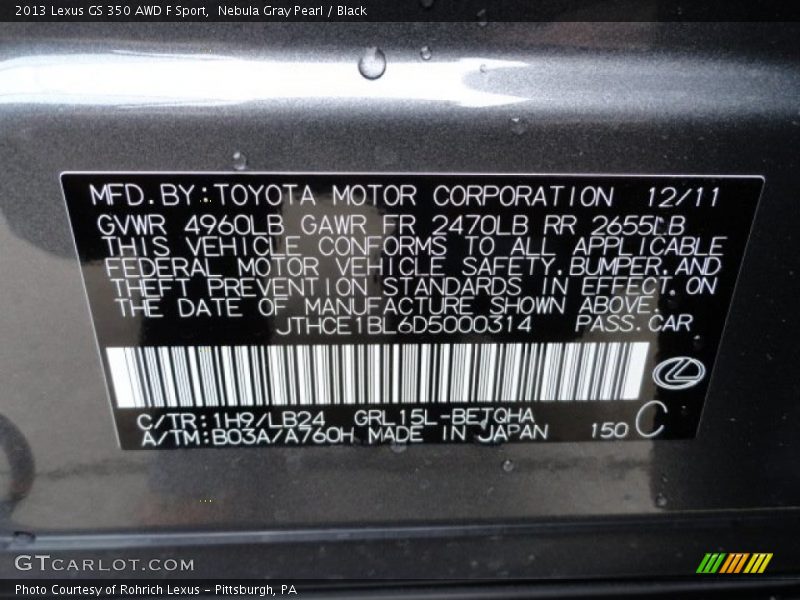 2013 Lexus GS 350 AWD F Sport, Nebula Gray Pearl / Black
MFD.BY:TOYOTA MOTOR CORPORATION 12/11
GVWR 4960LB GAWR FR 2470LB RR 2655LB
THIS VEHICLE CONFORMS TO ALL APPLICABLE
FEDERAL MOTOR VEHICLE SAFETY.BUMPER.AND
THEFT PREVENTION STANDARDS IN EFFECT.ON
THE DATE OF MANUFACTURE SHOWN ABOVE.
JTHCE1BL6D5000314 PASS.CAR
C/TR:1H9/LB24 GRL15L-BETQHA
A/TM:B03A/A760H MADE IN JAPAN 150 C
GTCARLOT.COM
Photo Courtesy of Rohrich Lexus – Pittsburgh, PA